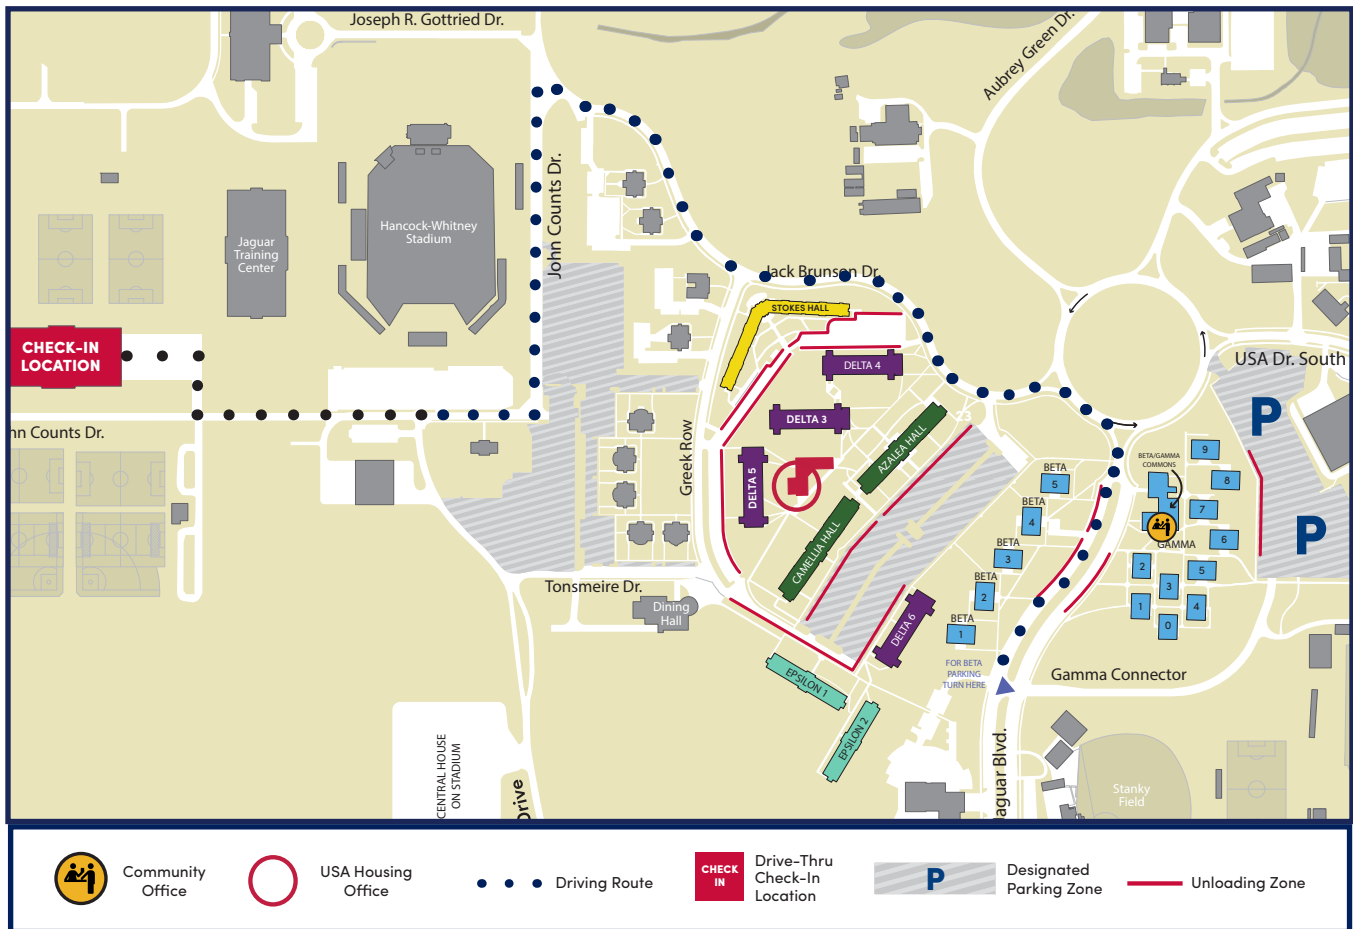 Joseph R. Gottried Dr.
Aubrey Green Dr.
John Counts Dr.
Hancock-Whitney
Stadium
Jaguar
Training
Center
Jack Brunson Dr.
STOKES HALL
CHECK-IN
LOCATION
DELTA 4
USA Dr. South
P
DELTA 3
23
AZALEA HALL
hn Counts Dr.
Greek Row
DELTA 5
BETA/GAMMA
COMMONS
9
BETA
5
8
BETA
4
7
P
CAMELLIA HALL
GAMMA
6
BETA
3
2
5
BETA
2
3
Tonsmeire Dr.
Dining
Hall
1
4
0
DELTA 6
BETA
1
FOR BETA
PARKING
TURN HERE
Gamma Connector
EPSILON 1
EPSILON 2
CENTRAL HOUSE
ON STADIUM
Drive
Jaguar Blvd.
Stanky
Field
Community
Office
USA Housing
Office
Driving Route
CHECK
IN
Drive-Thru
Check-In
Location
P
Designated
Parking Zone
Unloading Zone